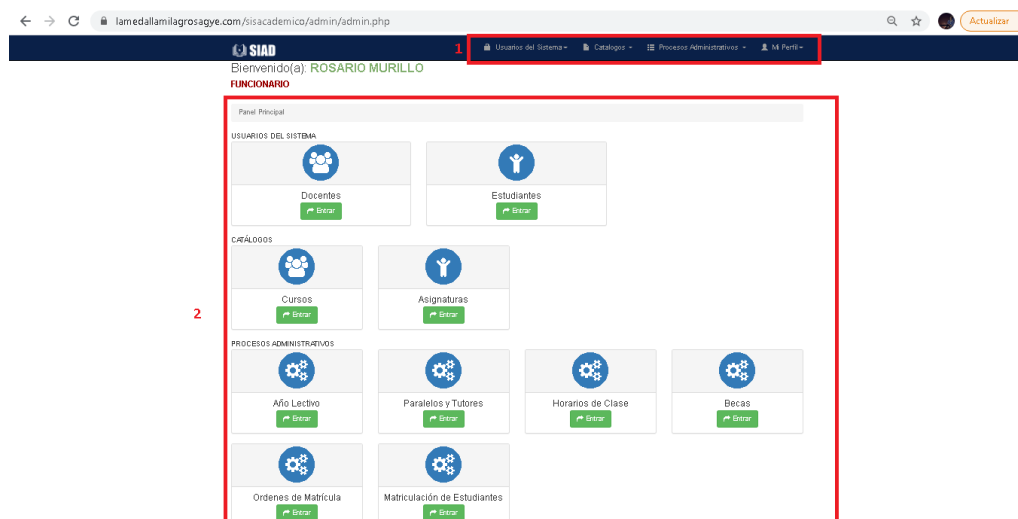 lamedallamilagrosagye.com/sisacademico/admin/admin.php
Actualizar
SIAD
1
Usuarios del Sistema
Catalogos
Procesos Administrativos
Mi Perfil
Bienvenido(a): ROSARIO MURILLO
FUNCIONARIO
Panel Principal
USUARIOS DEL SISTEMA
Docentes
Estudiantes
Entrar
Entrar
CATÁLOGOS
Cursos
Asignaturas
Entrar
Entrar
2
PROCESOS ADMINISTRATIVOS
Año Lectivo
Paralelos y Tutores
Horarios de Clase
Becas
Entrar
Entrar
Entrar
Entrar
Ordenes de Matrícula
Matriculación de Estudiantes
Entrar
Entrar